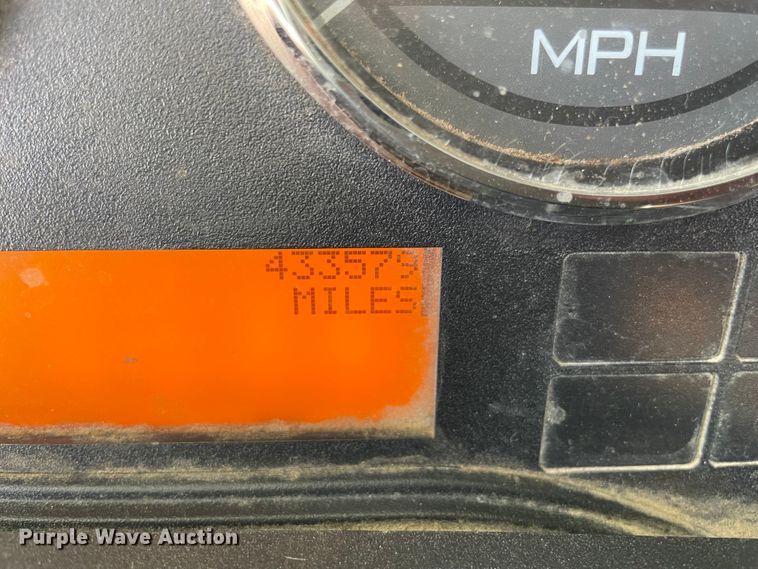 MPH
433579
MILES
Purple Wave Auction